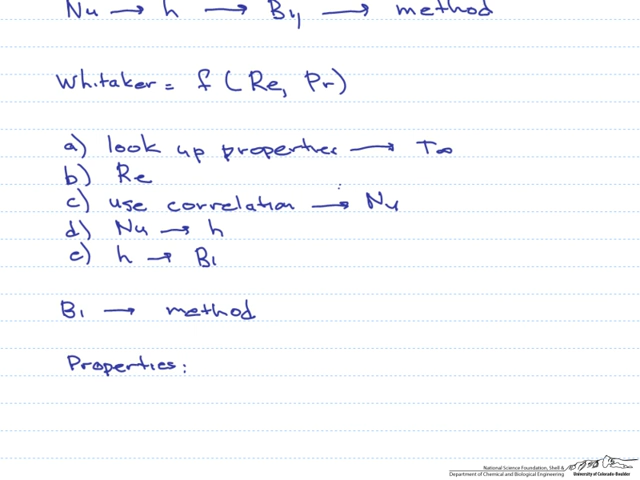 Nu → h → Bi → method
Whitaker = f (Re, Pr)
a) look up properties → T∞
b) Re
c) use correlation → Nu
d) Nu → h
e) h → Bi
Bi → method
Properties:
National Science Foundation, Shell &
Department of Chemical and Biological Engineering
University of Colorado Boulder